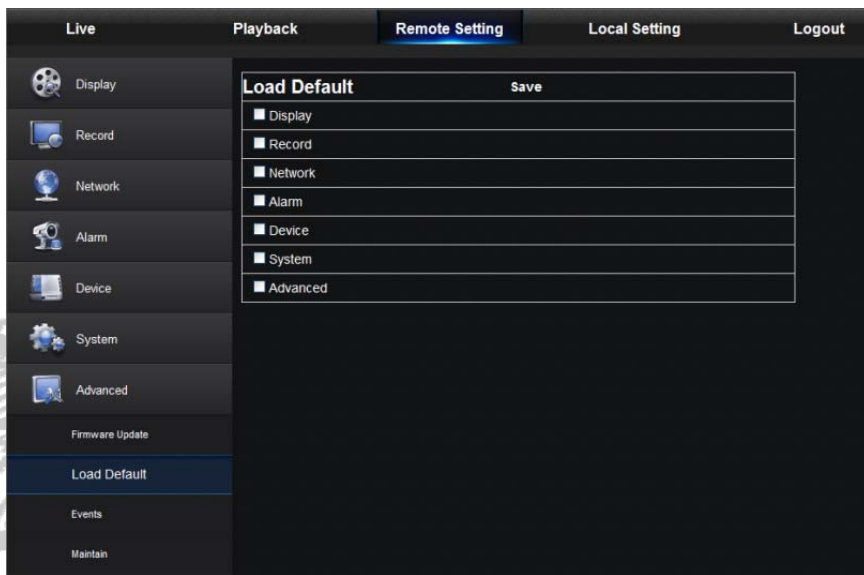 Live Playback Remote Setting Local Setting Logout
Display
Record
Network
Alarm
Device
System
Advanced
Firmware Update
Load Default
Events
Maintain
Load Default Save
Display
Record
Network
Alarm
Device
System
Advanced